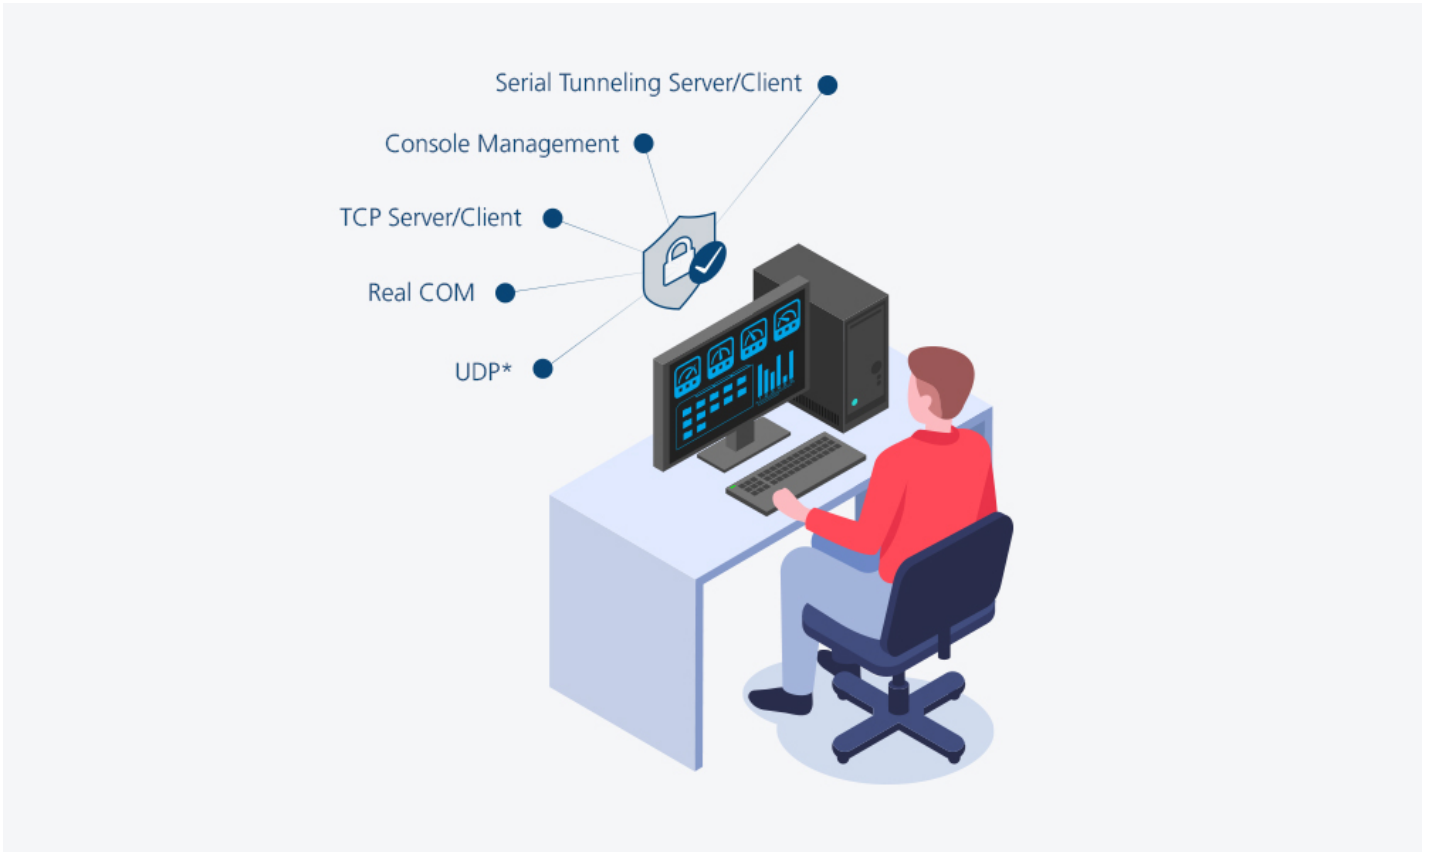 Serial Tunneling Server/Client
Console Management
TCP Server/Client
Real COM
UDP*